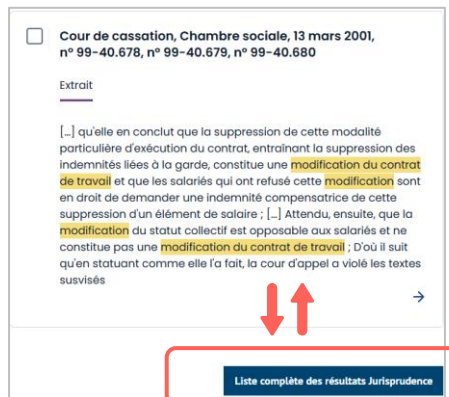 Cour de cassation, Chambre sociale, 13 mars 2001,
n° 99-40.678, n° 99-40.679, n° 99-40.680
Extrait
[...] qu'elle en conclut que la suppression de cette modalité
particulière d'exécution du contrat, entraînant la suppression des
indemnités liées à la garde, constitue une modification du contrat
de travail et que les salariés qui ont refusé cette modification sont
en droit de demander une indemnité compensatrice de cette
suppression d'un élément de salaire ; [...] Attendu, ensuite, que la
modification du statut collectif est opposable aux salariés et ne
constitue pas une modification du contrat de travail ; D'où il suit
qu'en statuant comme elle l'a fait, la cour d'appel a violé les textes
susvisés
Liste complète des résultats Jurisprudence